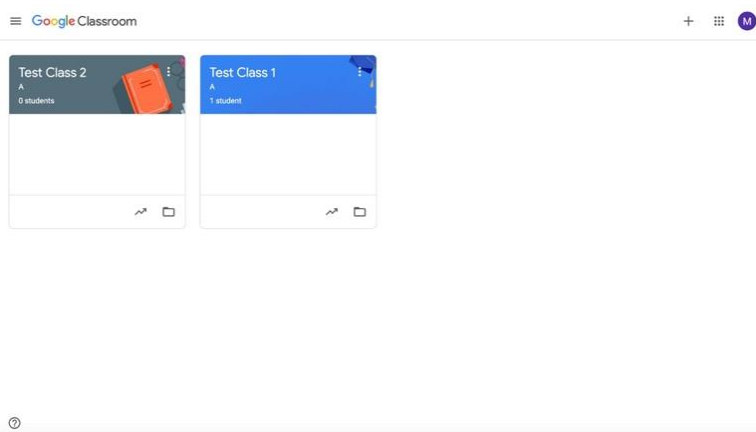 Google Classroom
M
Test Class 2
A
0 students
Test Class 1
A
1 student